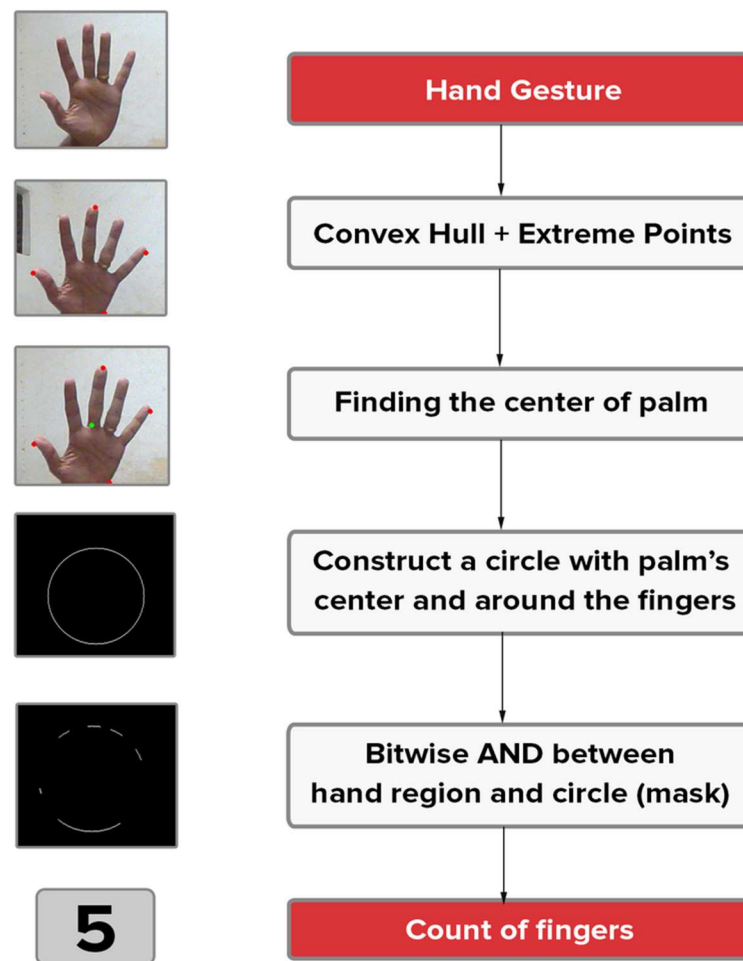 Hand Gesture
Convex Hull + Extreme Points
Finding the center of palm
Construct a circle with palm’s
center and around the fingers
Bitwise AND between
hand region and circle (mask)
5
Count of fingers